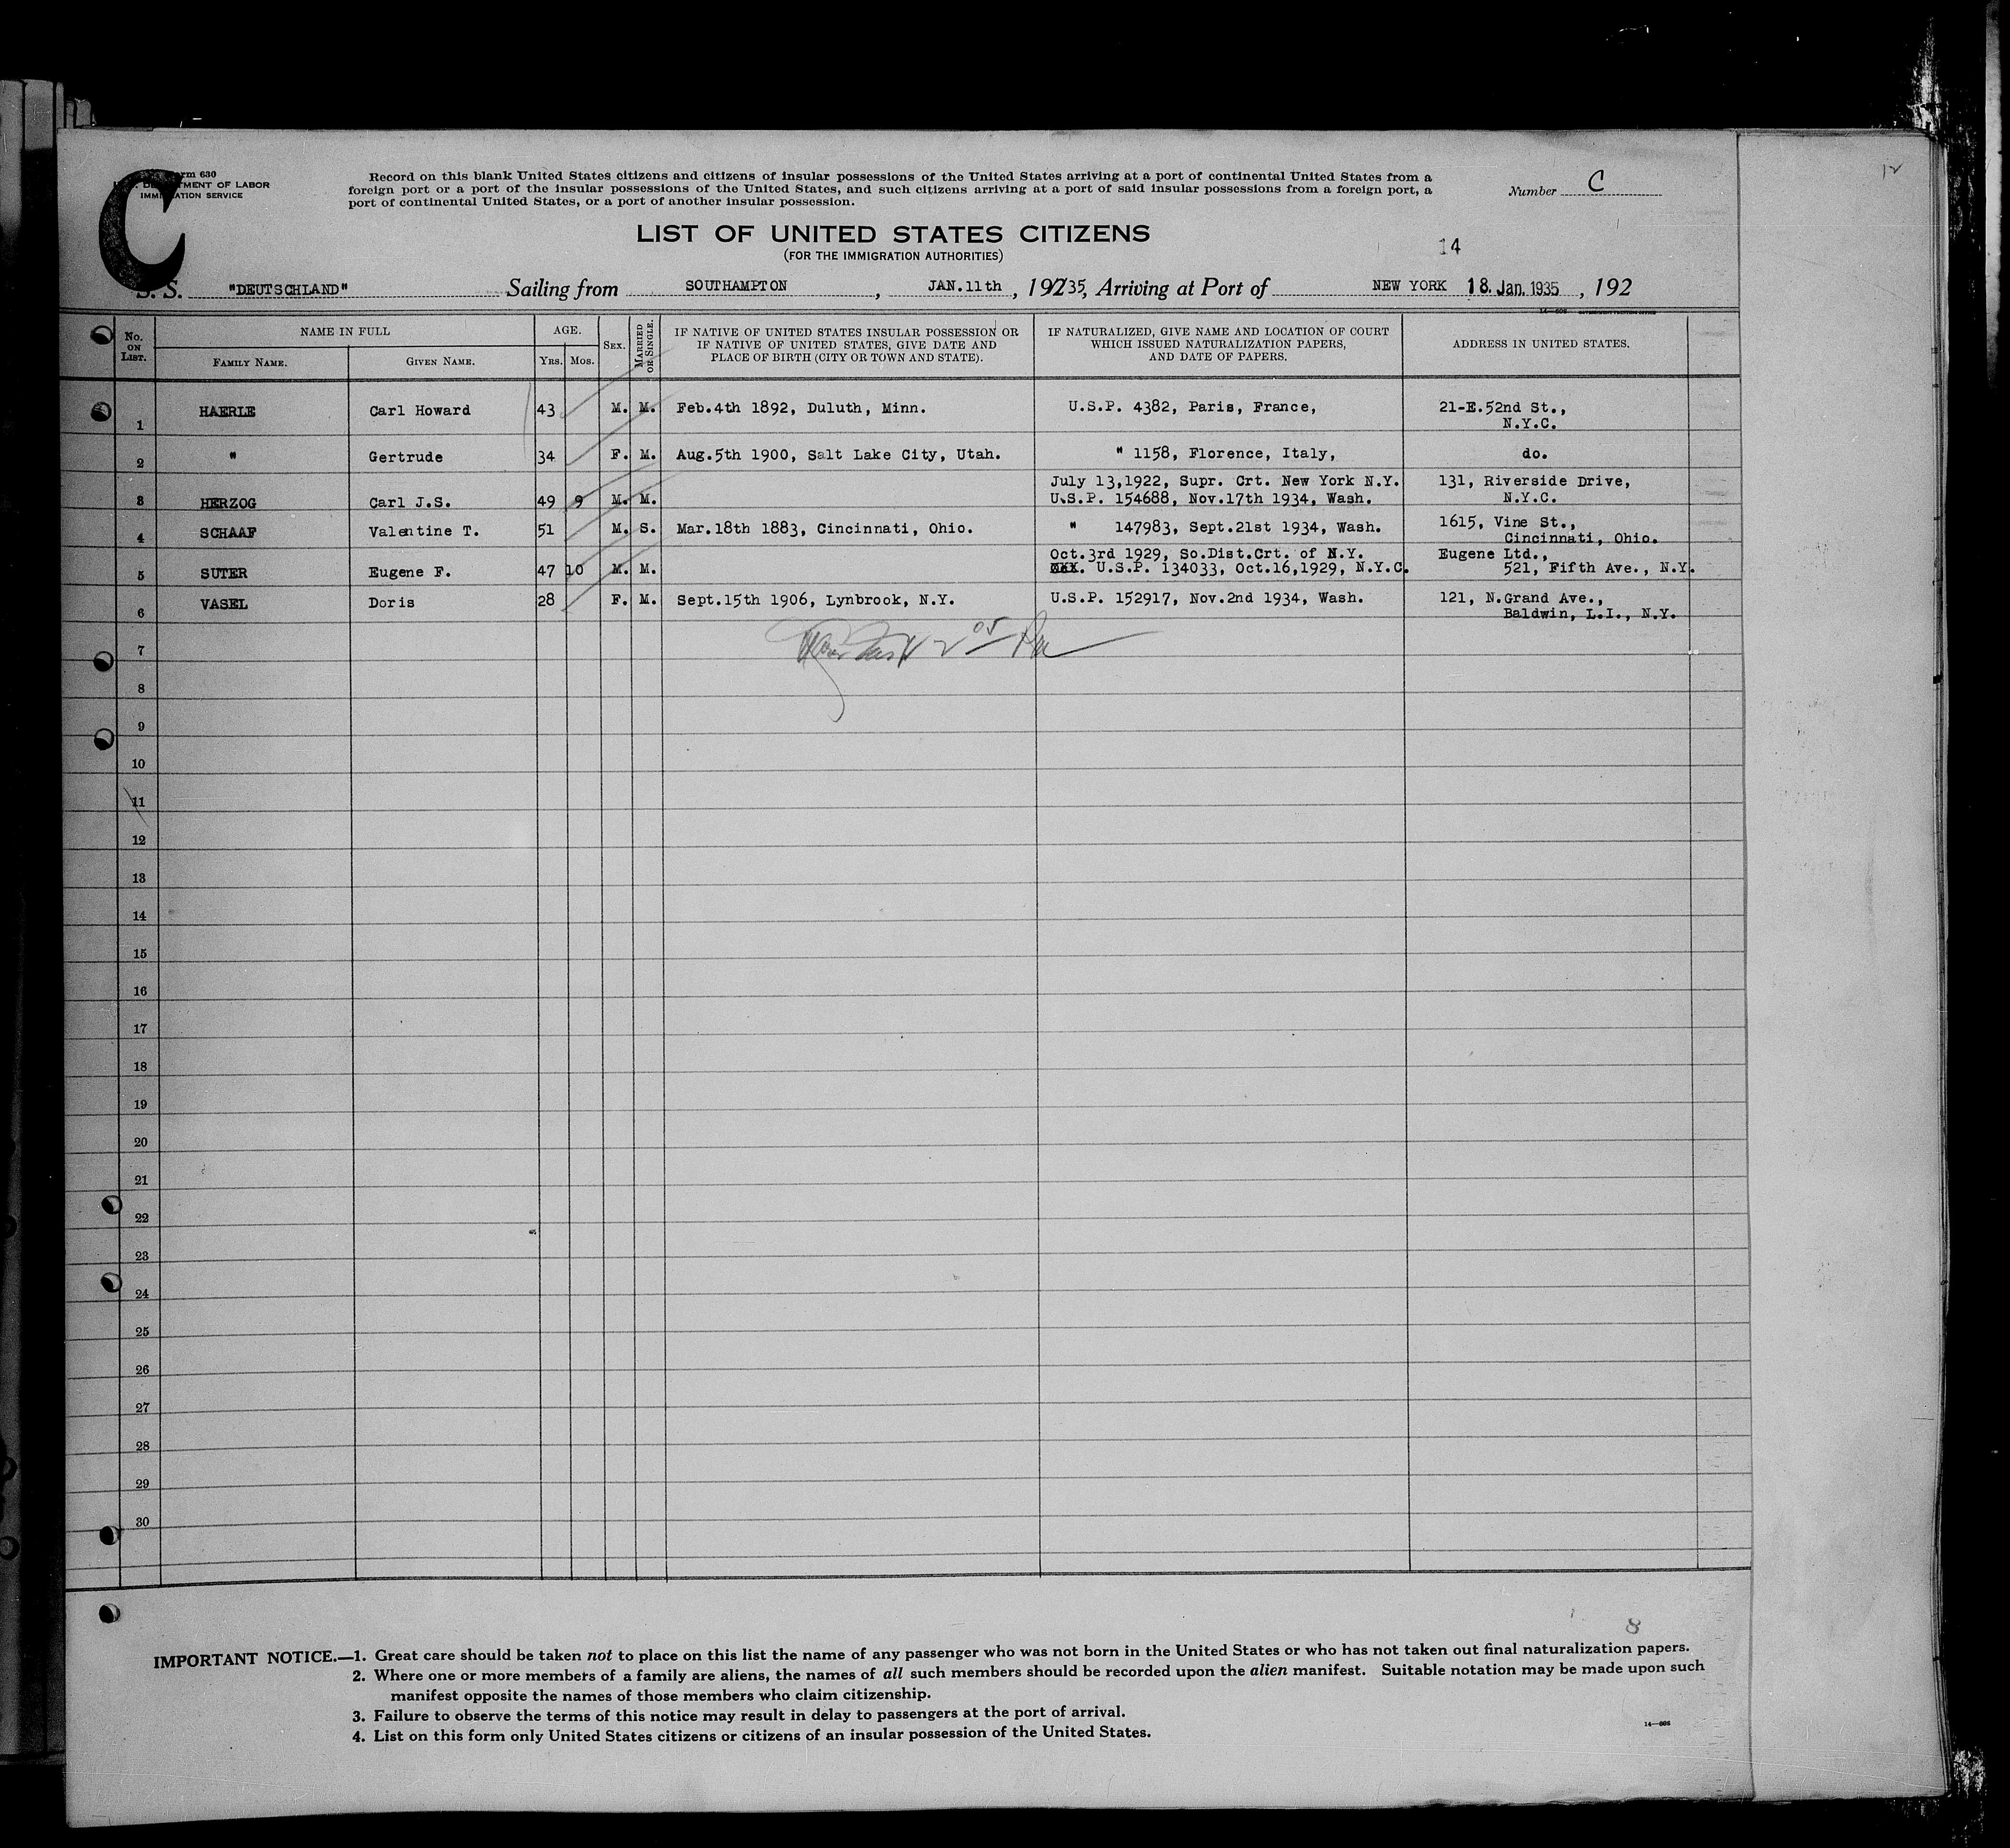 C
rm 630
TMENT OF LABOR
IMMIGRATION SERVICE
Record on this blank United States citizens and citizens of insular possessions of the United States arriving at a port of continental United States from a
foreign port or a port of the insular possessions of the United States, and such citizens arriving at a port of said insular possessions from a foreign port, a
port of continental United States, or a port of another insular possession.
Number C
12
LIST OF UNITED STATES CITIZENS
(FOR THE IMMIGRATION AUTHORITIES)
14
S. S. "DEUTSCHLAND" Sailing from SOUTHAMPTON, JAN.11th, 19235, Arriving at Port of NEW YORK 18. Jan. 1935, 192
No. ON LIST. NAME IN FULL FAMILY NAME. GIVEN NAME. AGE. YRS. MOS. SEX. MARRIED OR SINGLE. IF NATIVE OF UNITED STATES INSULAR POSSESSION OR IF NATIVE OF UNITED STATES, GIVE DATE AND PLACE OF BIRTH (CITY OR TOWN AND STATE). IF NATURALIZED, GIVE NAME AND LOCATION OF COURT WHICH ISSUED NATURALIZATION PAPERS, AND DATE OF PAPERS. ADDRESS IN UNITED STATES.
1 HAERLE Carl Howard 43 M. M. Feb.4th 1892, Duluth, Minn. U.S.P. 4382, Paris, France, 21-E.52nd St.,
N.Y.C.
2 " Gertrude 34 F. M. Aug.5th 1900, Salt Lake City, Utah. " 1158, Florence, Italy, do.
July 13,1922, Supr. Crt. New York N.Y. 131, Riverside Drive,
3 HERZOG Carl J.S. 49 9 M. M. U.S.P. 154688, Nov.17th 1934, Wash. N.Y.C.
4 SCHAAF Valentine T. 51 M. S. Mar.18th 1883, Cincinnati, Ohio. " 147983, Sept.21st 1934, Wash. 1615, Vine St.,
Cincinnati, Ohio.
Oct.3rd 1929, So.Dist.Crt. of N.Y. Eugene Ltd.,
5 SUTER Eugene F. 47 10 M. M. U.S.P. 134033, Oct.16,1929, N.Y.C. 521, Fifth Ave., N.Y.
6 VASEL Doris 28 F. M. Sept.15th 1906, Lynbrook, N.Y. U.S.P. 152917, Nov.2nd 1934, Wash. 121, N.Grand Ave.,
Baldwin, L.I., N.Y.
7
8
9
10
11
12
13
14
15
16
17
18
19
20
21
22
23
24
25
26
27
28
29
30
8
IMPORTANT NOTICE.—1. Great care should be taken not to place on this list the name of any passenger who was not born in the United States or who has not taken out final naturalization papers.
2. Where one or more members of a family are aliens, the names of all such members should be recorded upon the alien manifest. Suitable notation may be made upon such
manifest opposite the names of those members who claim citizenship.
3. Failure to observe the terms of this notice may result in delay to passengers at the port of arrival.
4. List on this form only United States citizens or citizens of an insular possession of the United States.
14—608